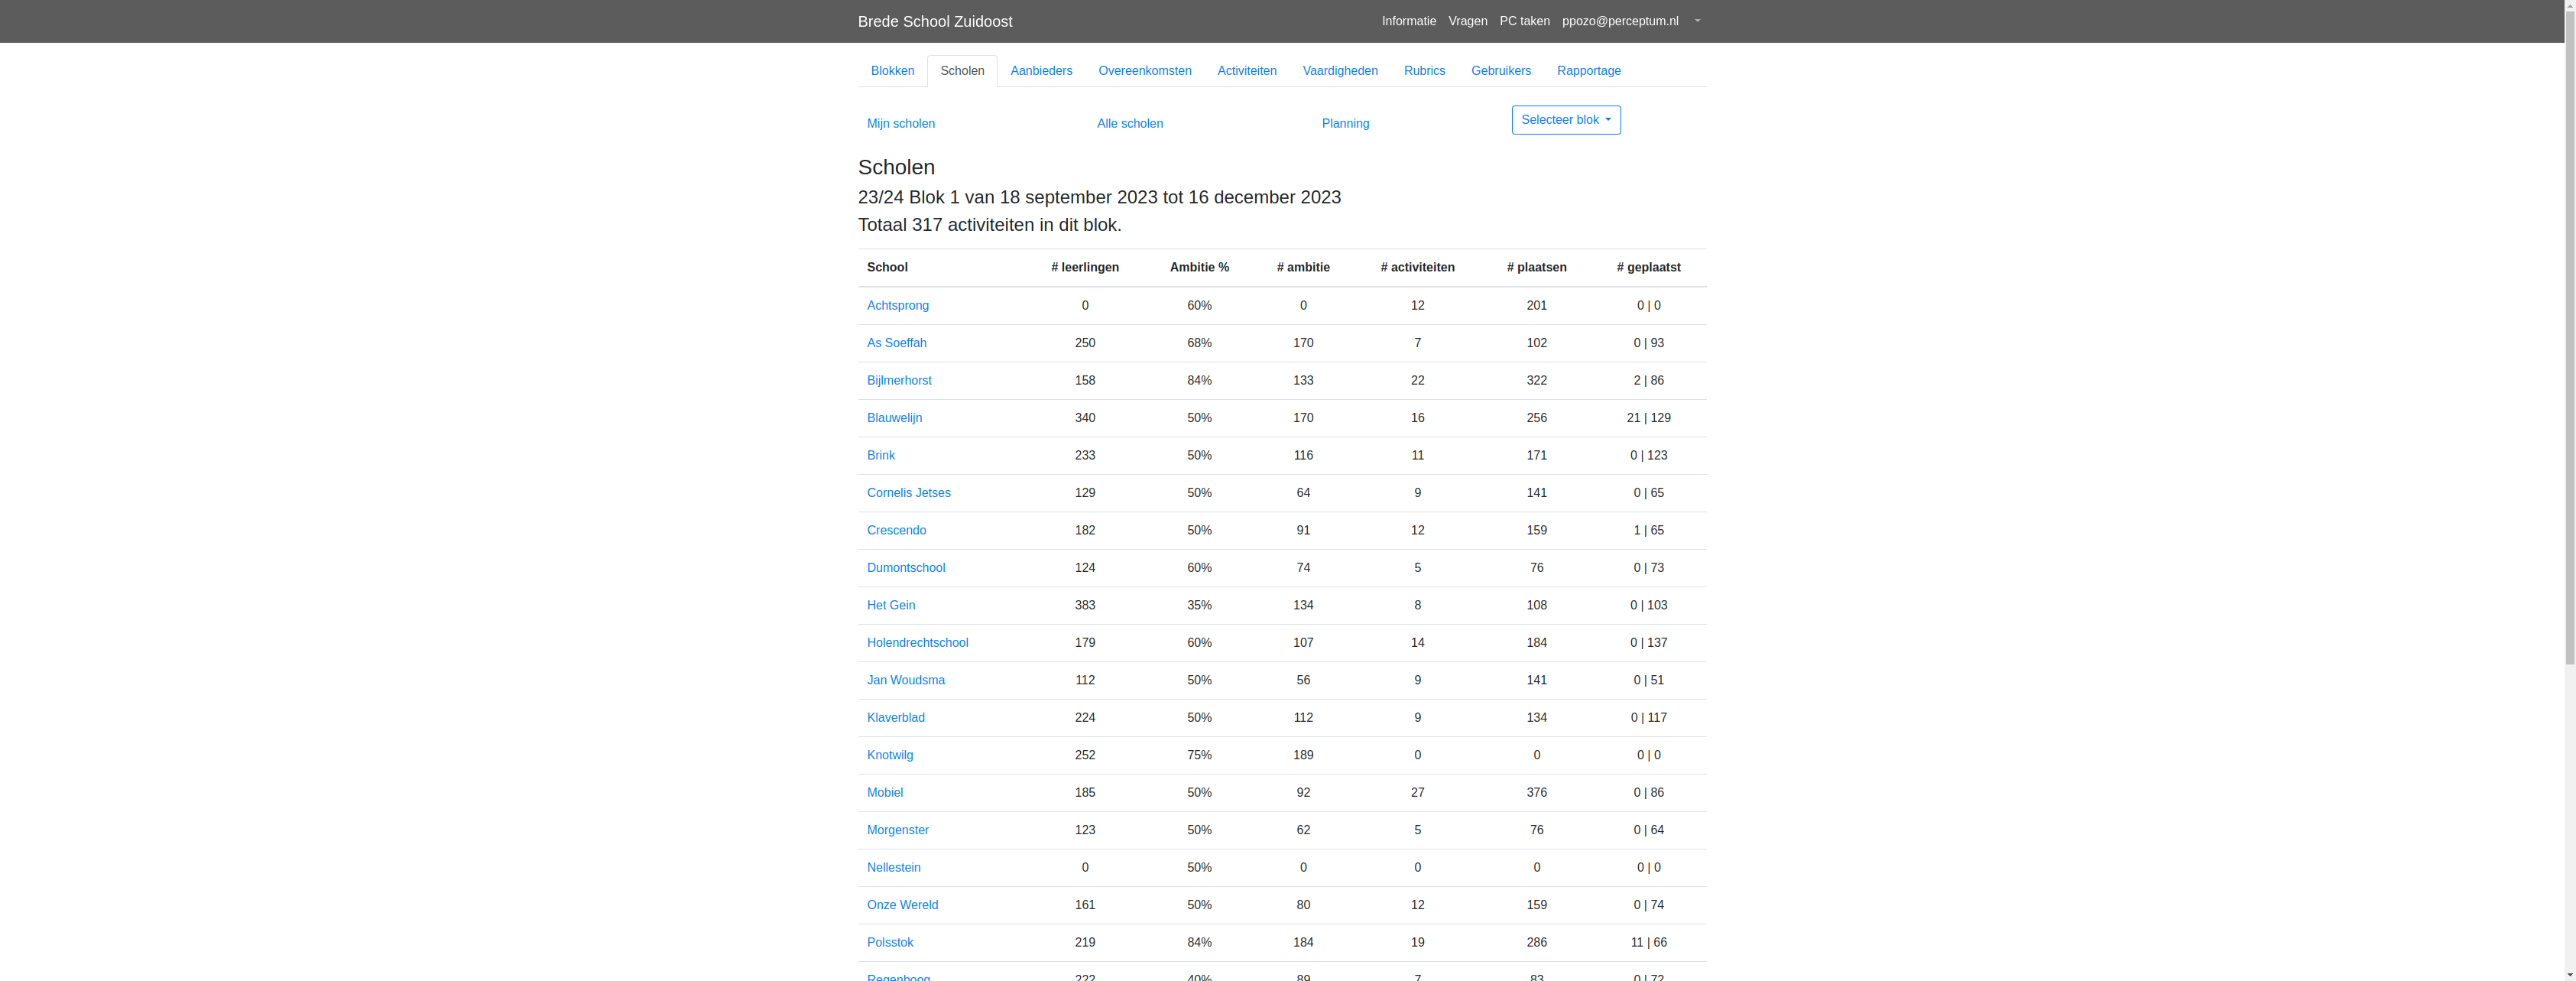 Brede School Zuidoost Informatie Vragen PC taken ppozo@perceptum.nl
Blokken Scholen Aanbieders Overeenkomsten Activiteiten Vaardigheden Rubrics Gebruikers Rapportage
Mijn scholen Alle scholen Planning Selecteer blok
Scholen
23/24 Blok 1 van 18 september 2023 tot 16 december 2023
Totaal 317 activiteiten in dit blok.
School # leerlingen Ambitie % # ambitie # activiteiten # plaatsen # geplaatst
Achtsprong 0 60% 0 12 201 0 | 0
As Soeffah 250 68% 170 7 102 0 | 93
Bijlmerhorst 158 84% 133 22 322 2 | 86
Blauwelijn 340 50% 170 16 256 21 | 129
Brink 233 50% 116 11 171 0 | 123
Cornelis Jetses 129 50% 64 9 141 0 | 65
Crescendo 182 50% 91 12 159 1 | 65
Dumontschool 124 60% 74 5 76 0 | 73
Het Gein 383 35% 134 8 108 0 | 103
Holendrechtschool 179 60% 107 14 184 0 | 137
Jan Woudsma 112 50% 56 9 141 0 | 51
Klaverblad 224 50% 112 9 134 0 | 117
Knotwilg 252 75% 189 0 0 0 | 0
Mobiel 185 50% 92 27 376 0 | 86
Morgenster 123 50% 62 5 76 0 | 64
Nellestein 0 50% 0 0 0 0 | 0
Onze Wereld 161 50% 80 12 159 0 | 74
Polsstok 219 84% 184 19 286 11 | 66
Regenboog 222 40% 89 7 83 0 | 72